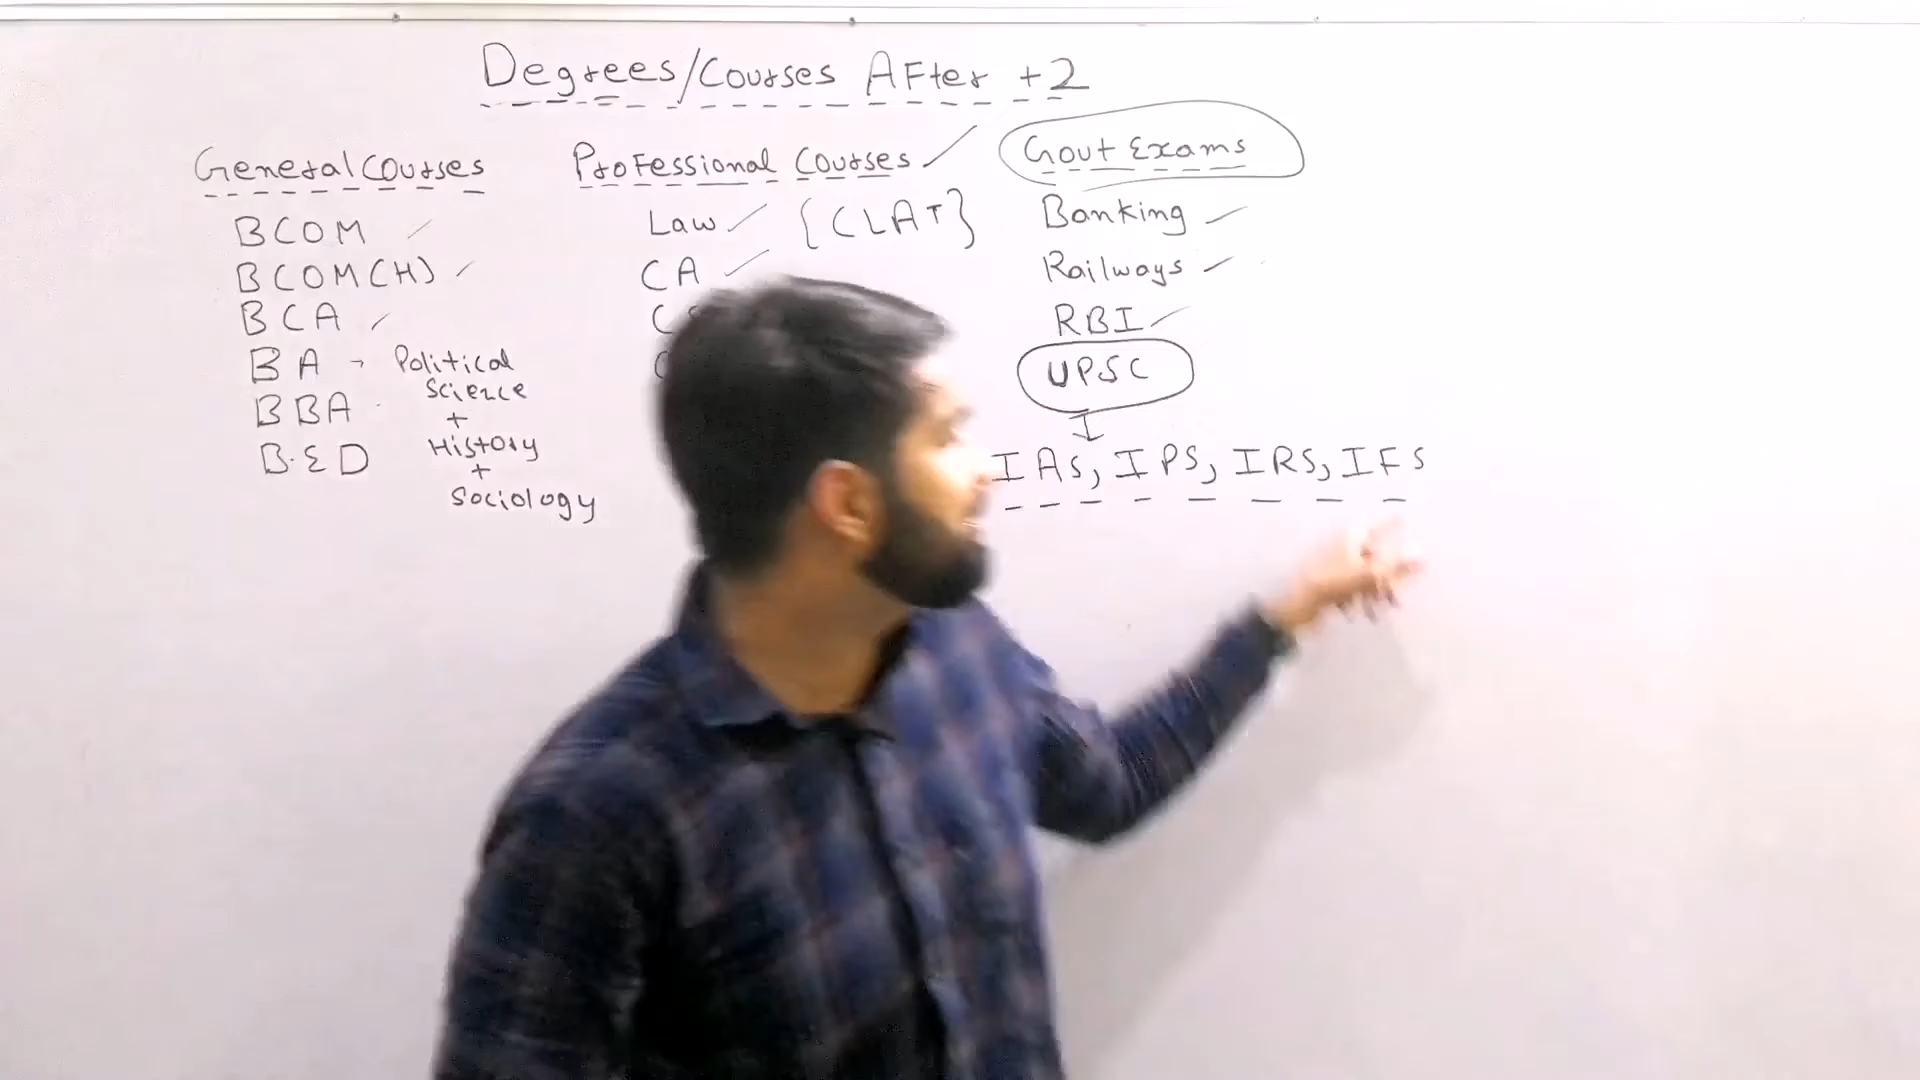 Degrees/Courses After +2
General Courses
BCOM
BCOM(H)
BCA
BA → Political
Science
+
History
+
Sociology
BBA
B.ED
Professional Courses
Law {CLAT}
CA
Govt Exams
Banking
Railways
RBI
UPSC
IAS, IPS, IRS, IFS